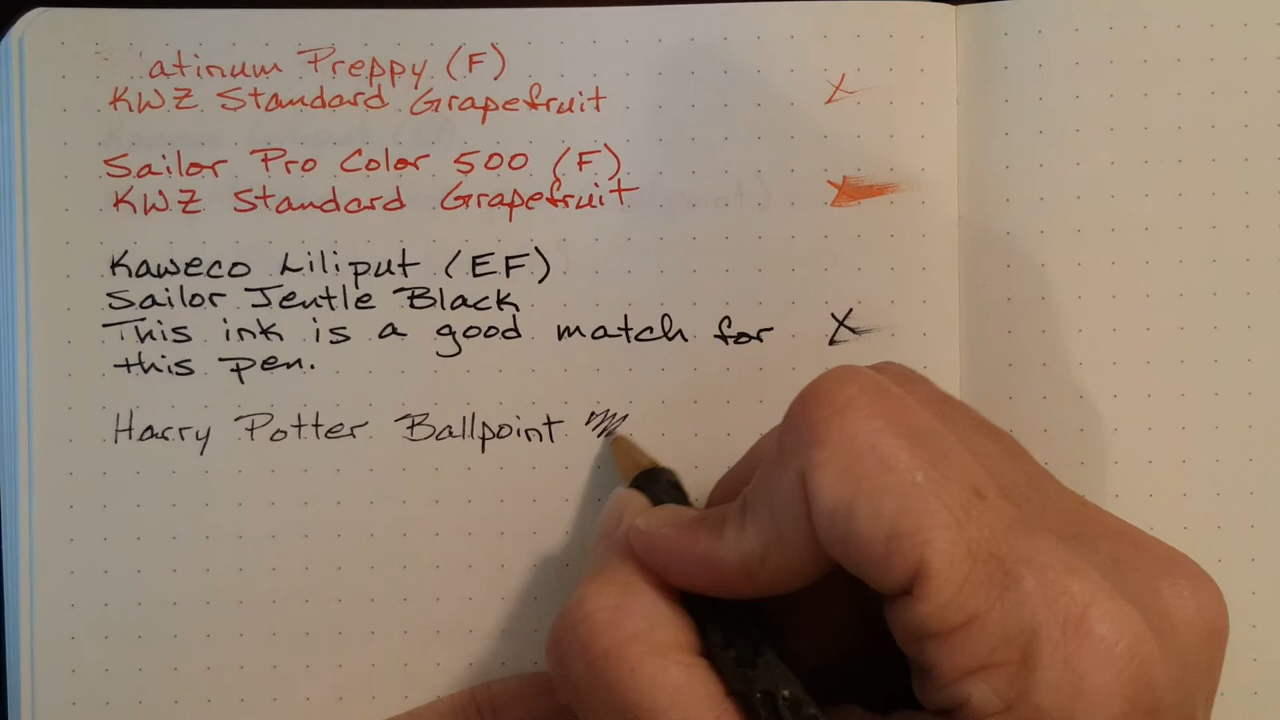 atinum Preppy (F)
KWZ Standard Grapefruit
X
Sailor Pro Color 500 (F)
KWZ Standard Grapefruit
X
Kaweco Liliput (EF)
Sailor Jentle Black
This ink is a good match for
this pen.
X
Harry Potter Ballpoint